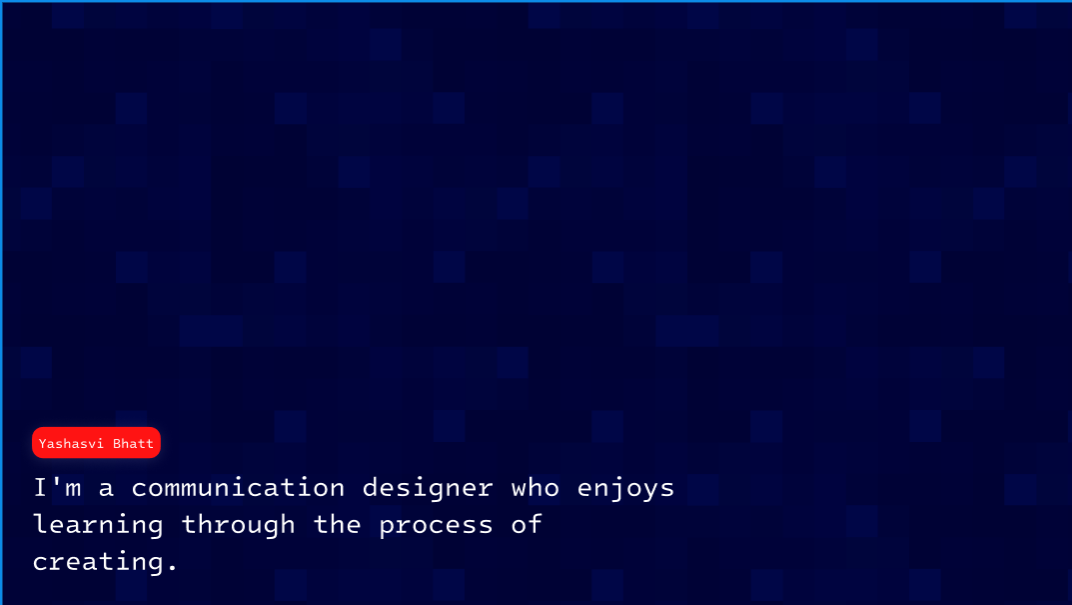 Yashasvi Bhatt
I'm a communication designer who enjoys
learning through the process of
creating.